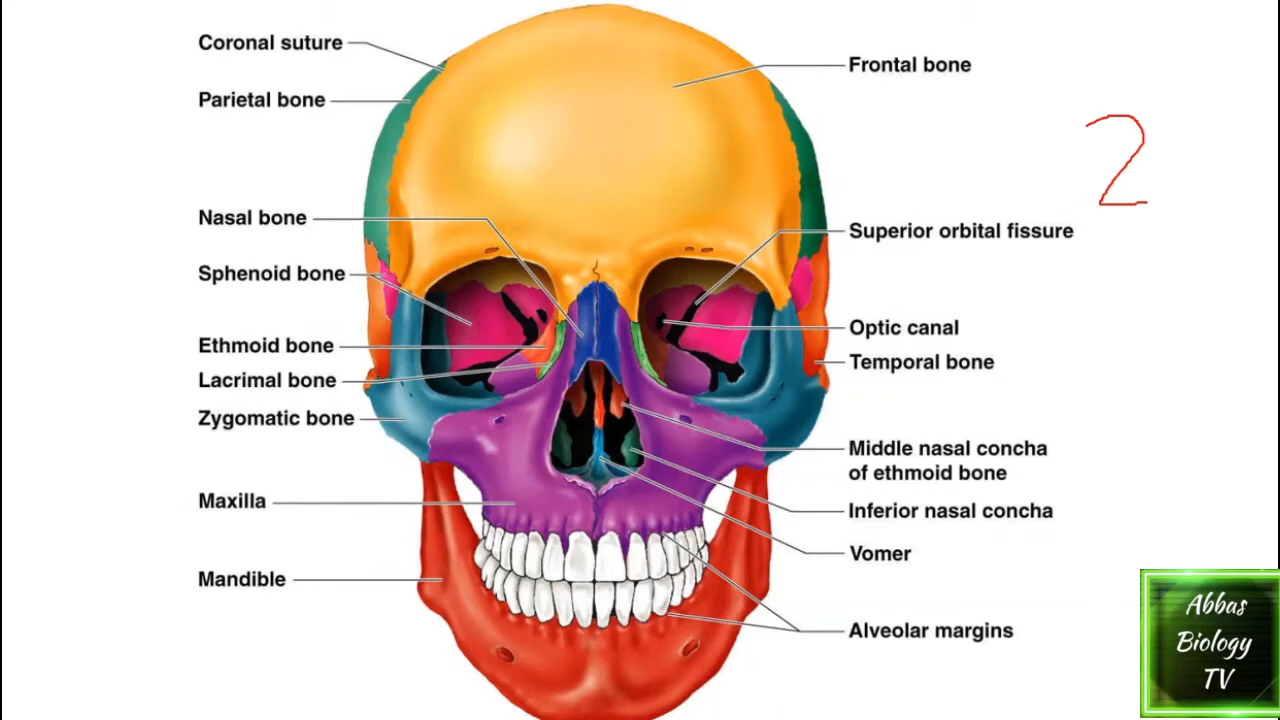 Coronal suture
Parietal bone
Nasal bone
Sphenoid bone
Ethmoid bone
Lacrimal bone
Zygomatic bone
Maxilla
Mandible
Frontal bone
2
Superior orbital fissure
Optic canal
Temporal bone
Middle nasal concha
of ethmoid bone
Inferior nasal concha
Vomer
Alveolar margins
Abbas
Biology
TV